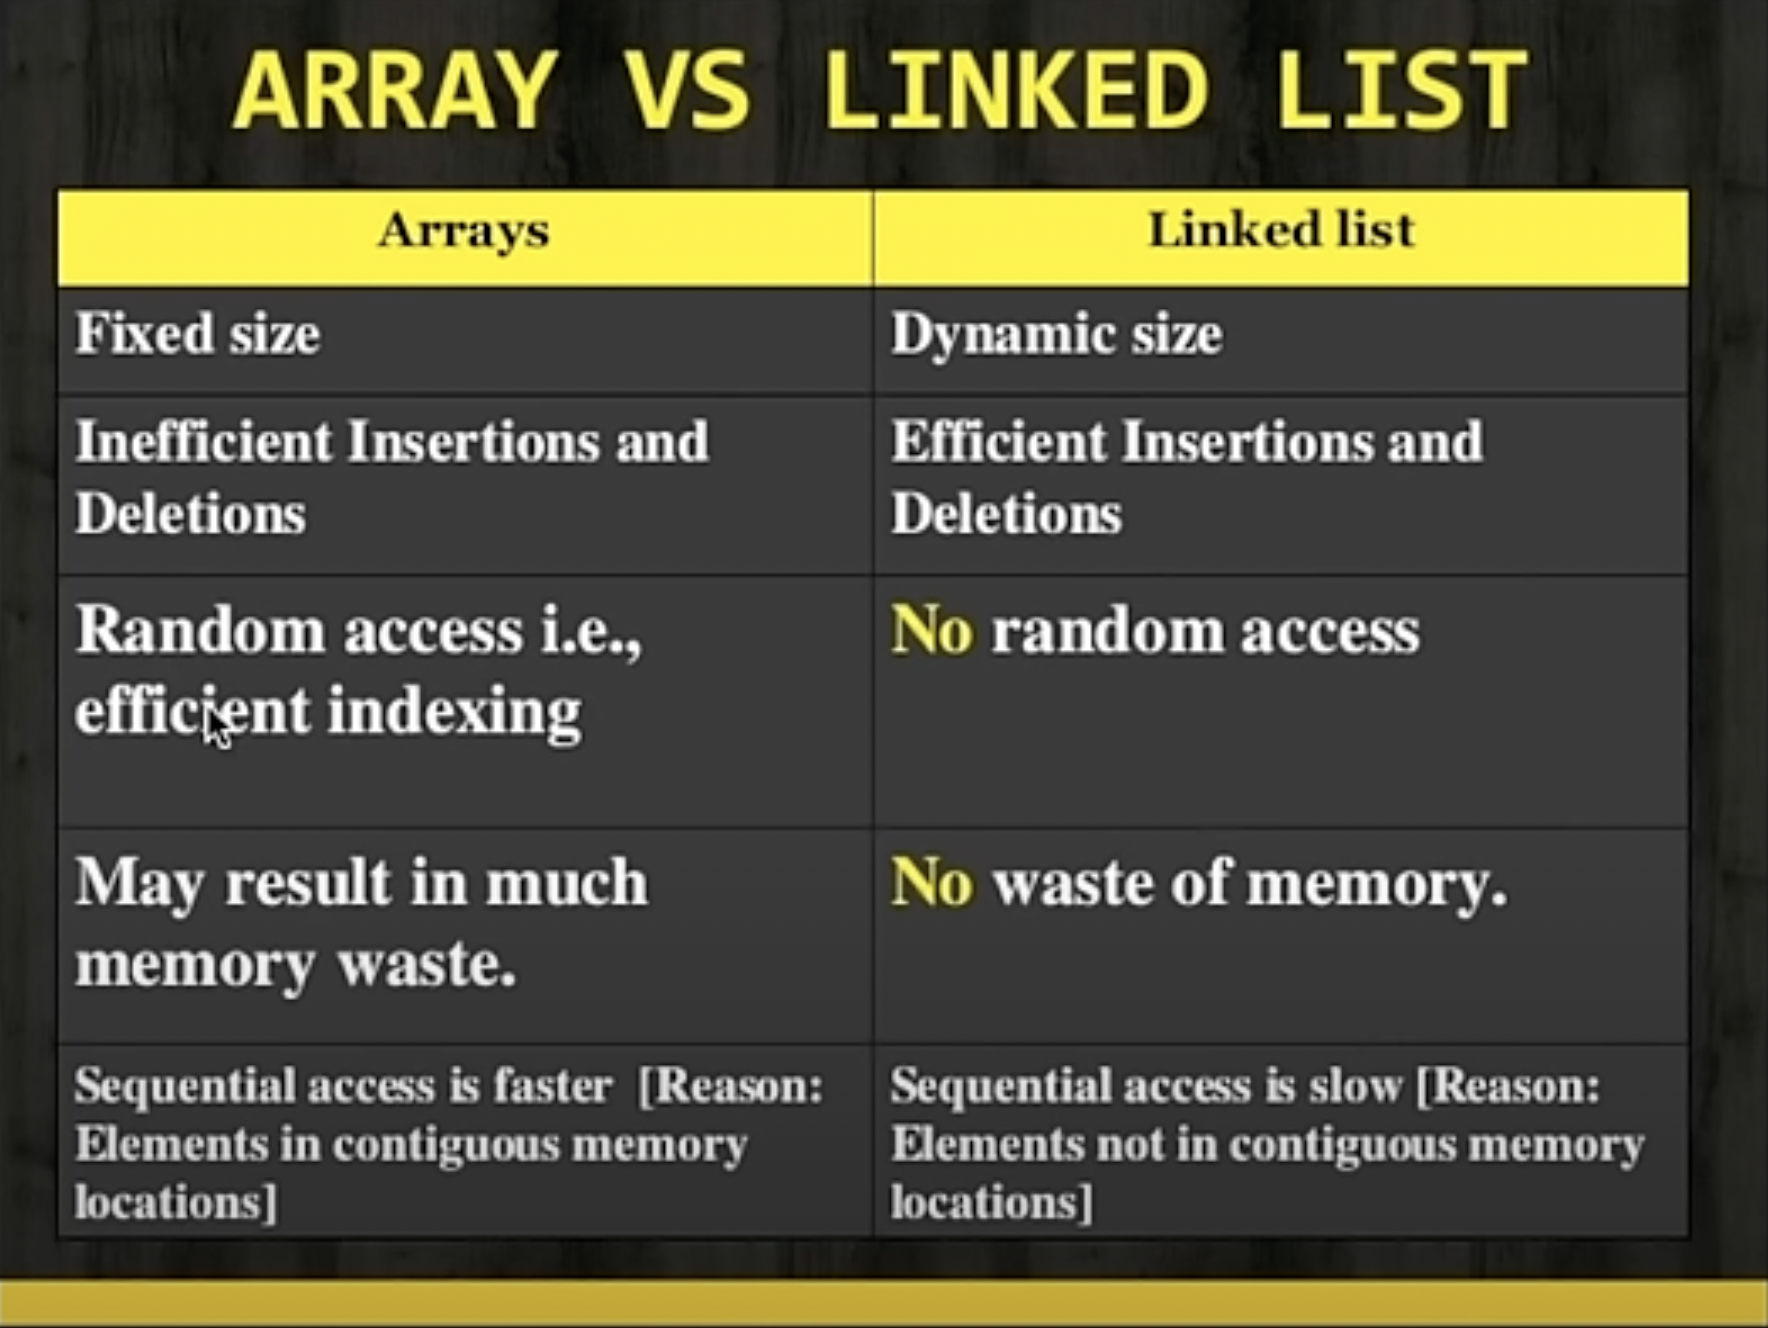 ARRAY VS LINKED LIST
Arrays
Linked list
Fixed size
Dynamic size
Inefficient Insertions and
Deletions
Efficient Insertions and
Deletions
Random access i.e.,
efficient indexing
No random access
May result in much
memory waste.
No waste of memory.
Sequential access is faster [Reason:
Elements in contiguous memory
locations]
Sequential access is slow [Reason:
Elements not in contiguous memory
locations]